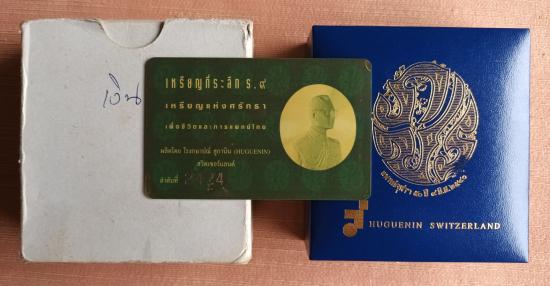 เงิน
เหรียญที่ระลึก ร.๙
เหรียญแห่งศรัทธา
เพื่อชีวิตและการแพทย์ไทย
ผลิตโดย โรงกษาปณ์ ฮูกานิน (HUGUENIN)
สวิตเซอร์แลนด์
ลำดับที่ 2424
HUGUENIN SWITZERLAND